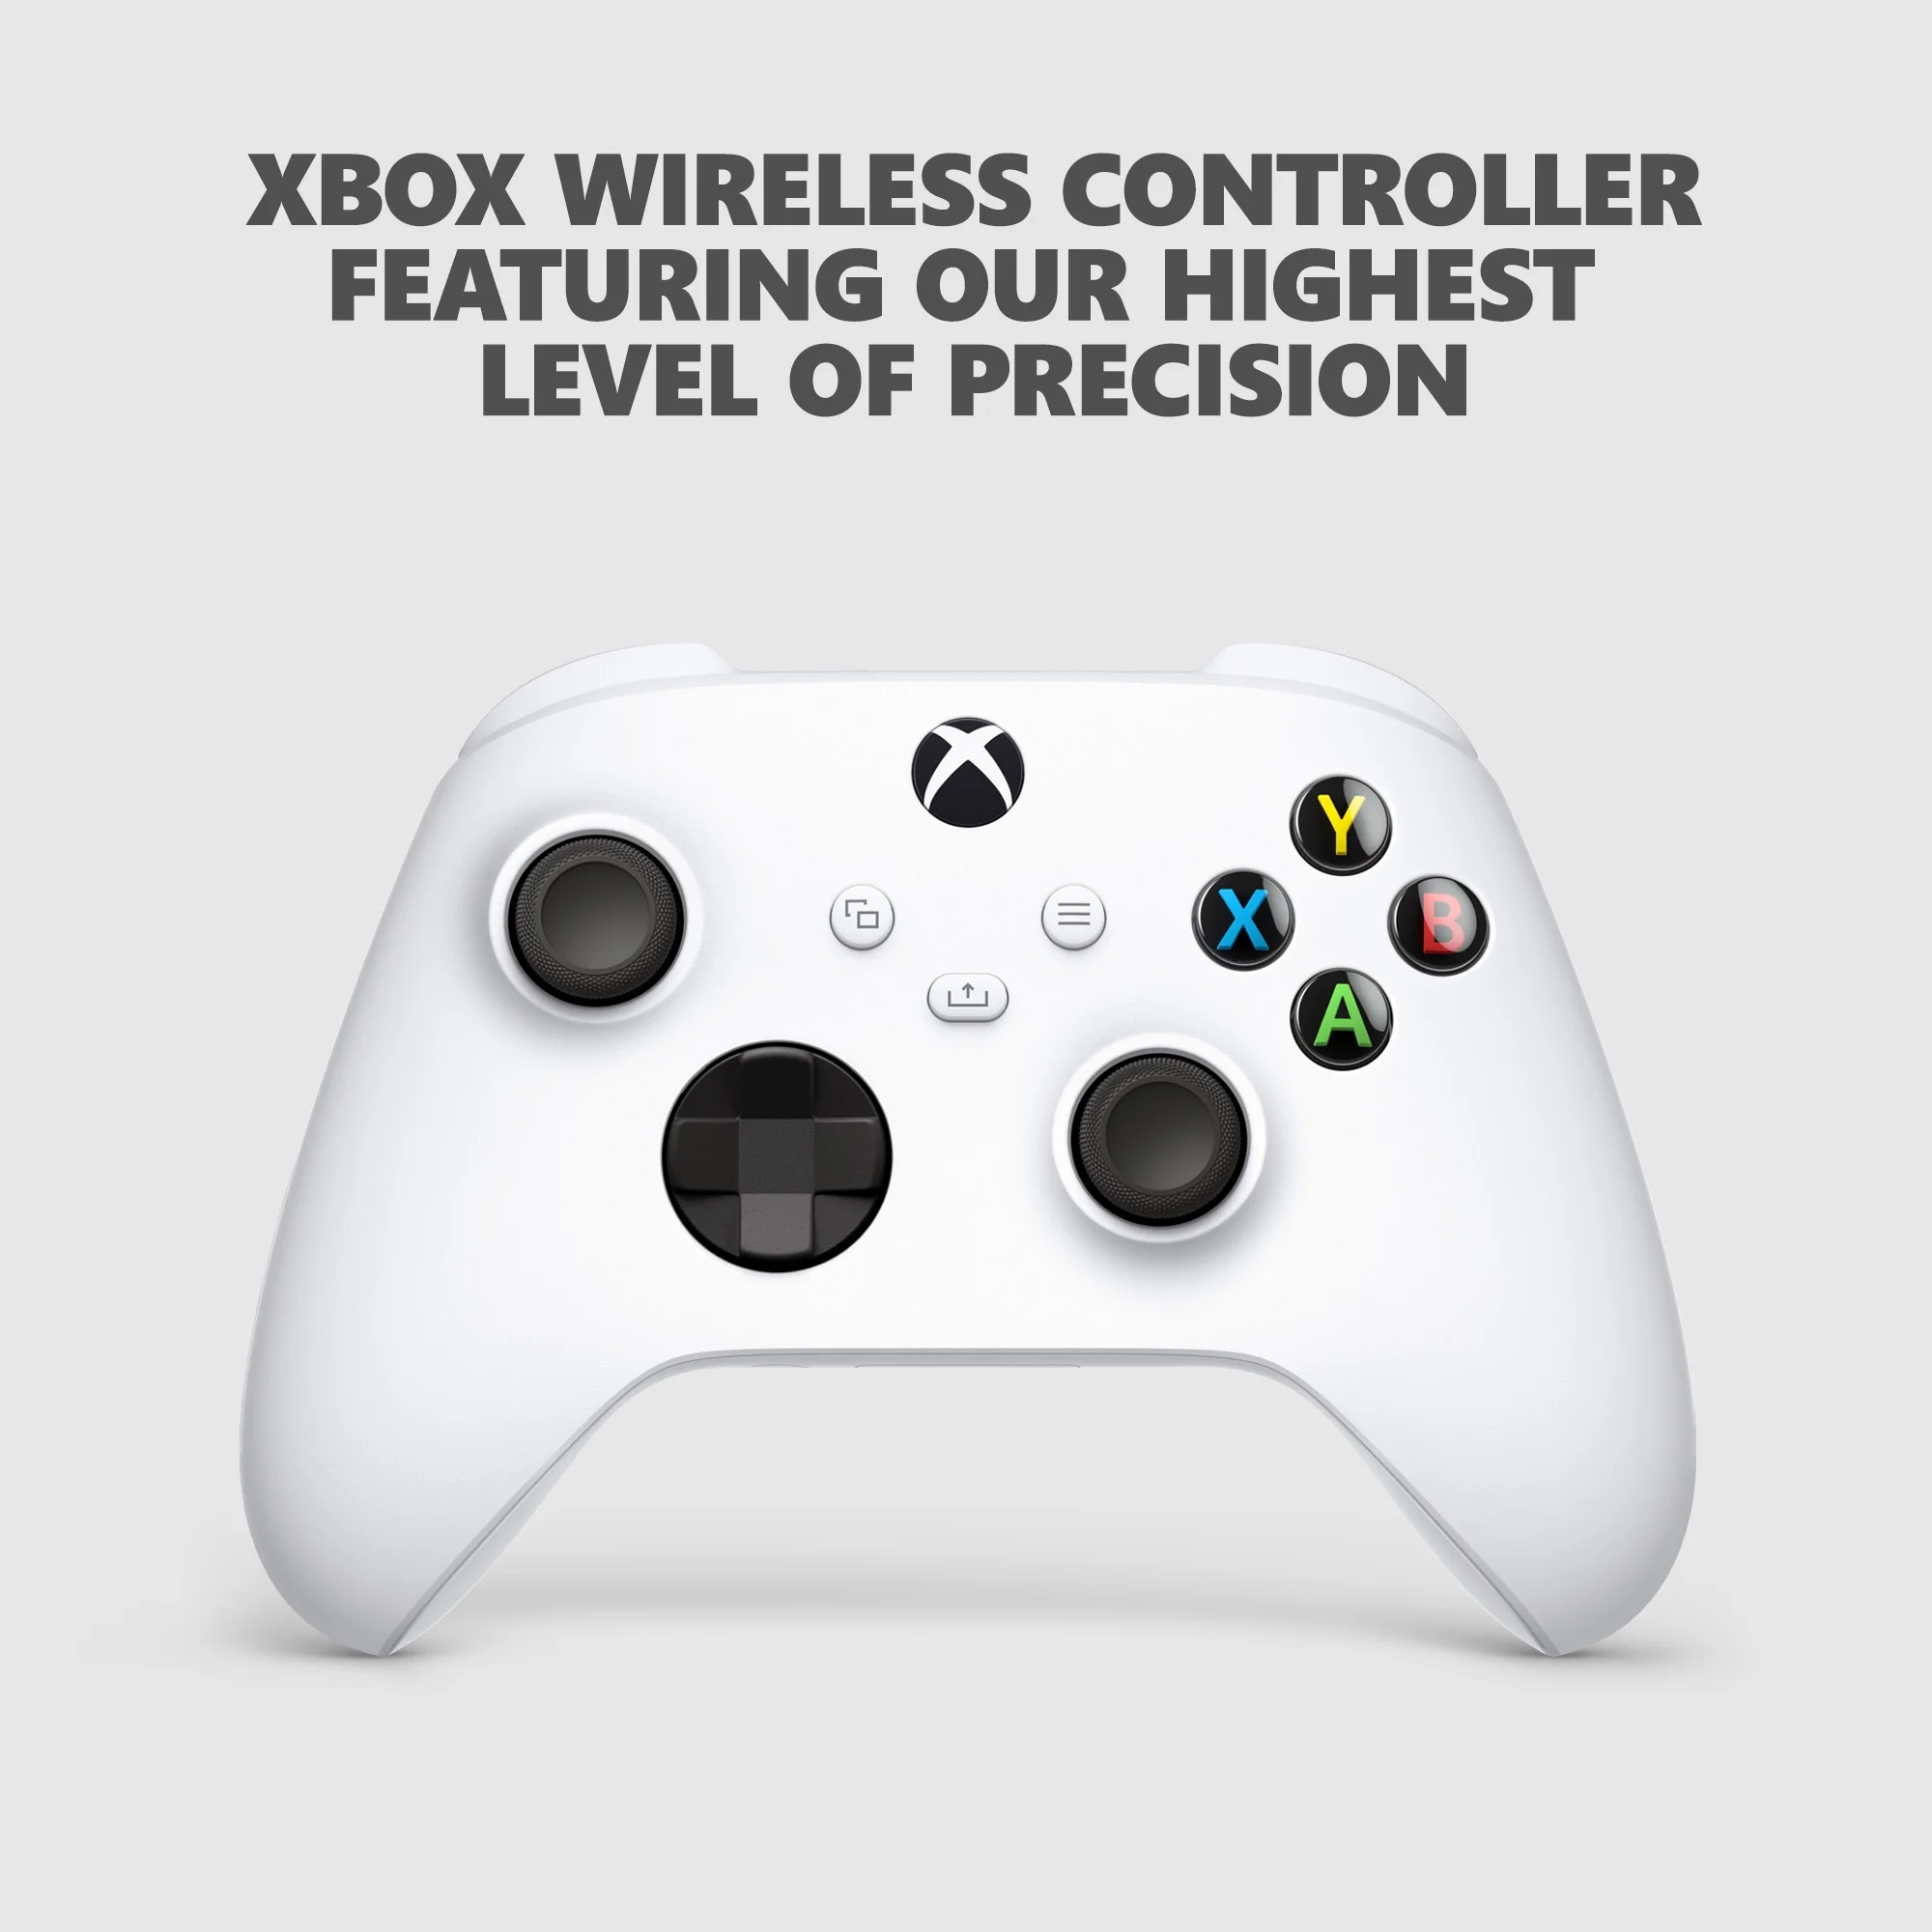 XBOX WIRELESS CONTROLLER
FEATURING OUR HIGHEST
LEVEL OF PRECISION
Y
X B
A